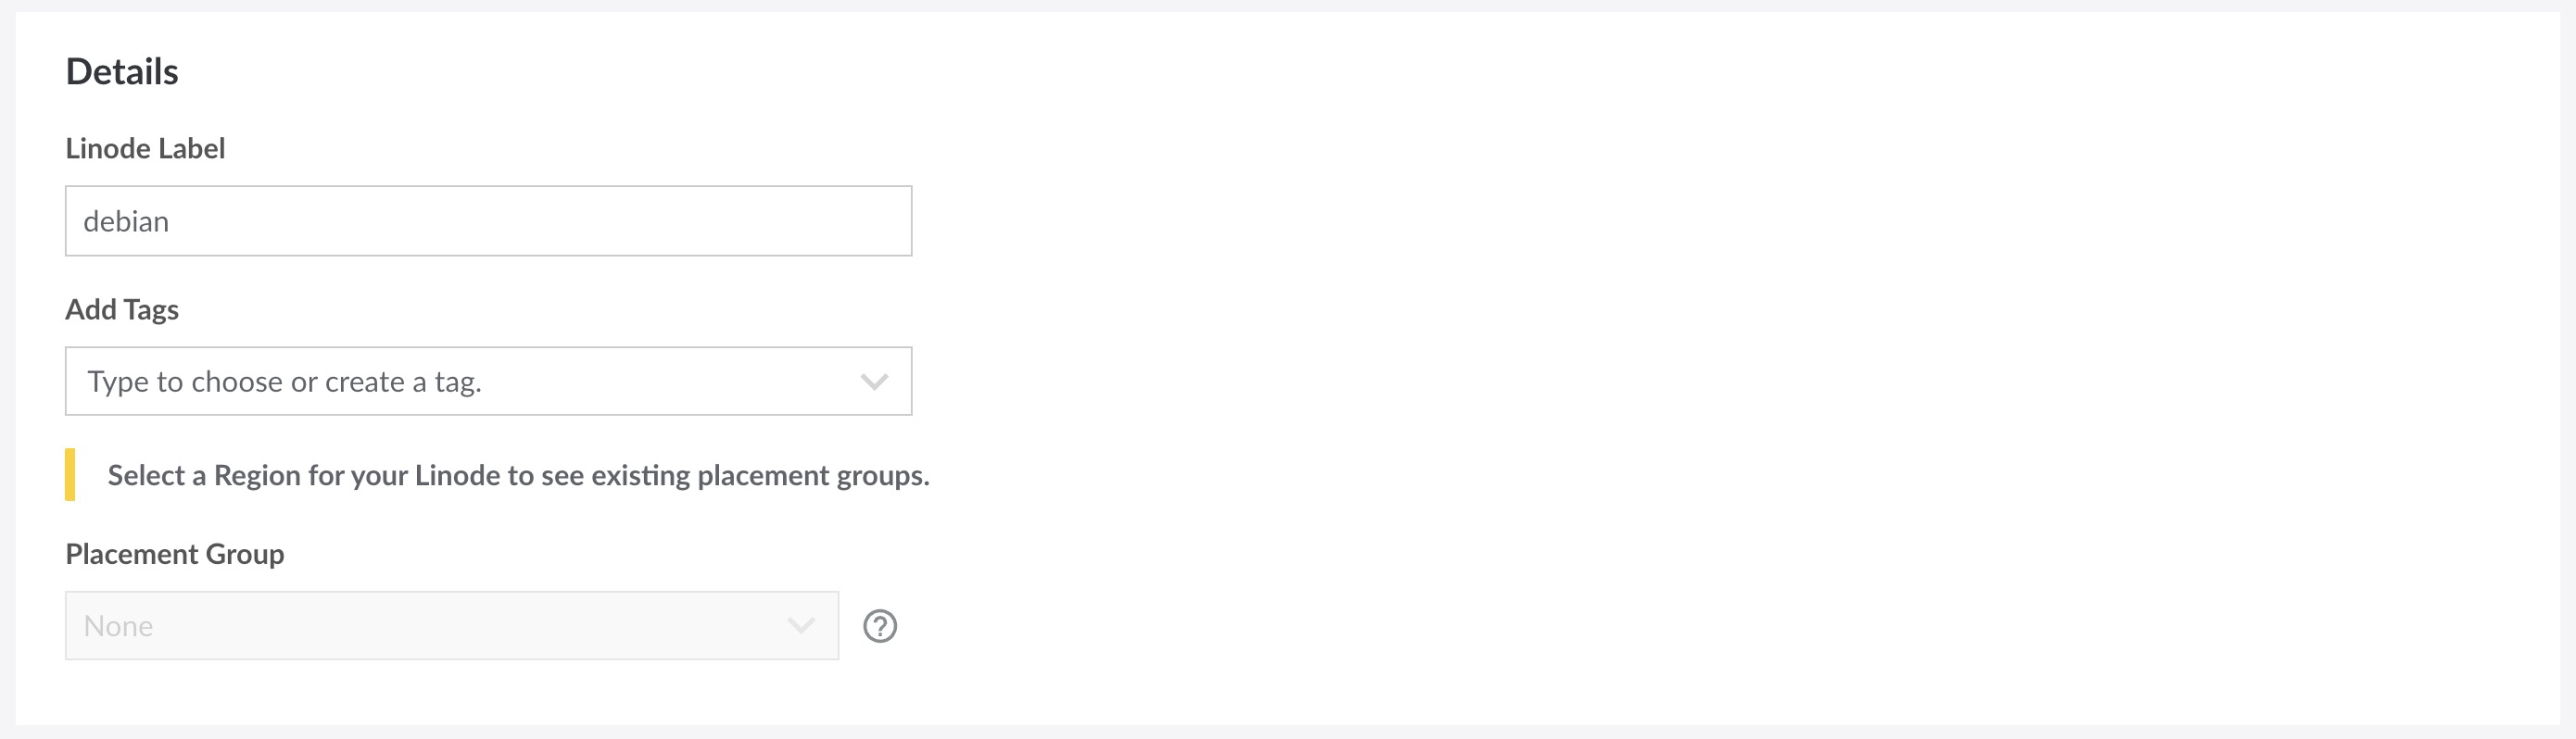 Details
Linode Label
debian
Add Tags
Type to choose or create a tag.
Select a Region for your Linode to see existing placement groups.
Placement Group
None
?